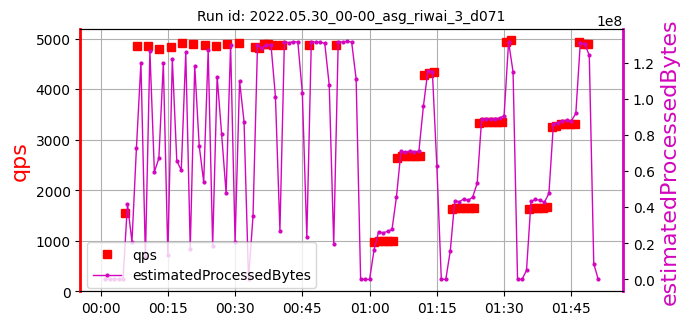 Run id: 2022.05.30_00-00_asg_riwai_3_d071
1e8
5000
4000
3000
2000
1000
0
qps
1.2
1.0
0.8
0.6
0.4
0.2
0.0
estimatedProcessedBytes
qps
estimatedProcessedBytes
00:00 00:15 00:30 00:45 01:00 01:15 01:30 01:45